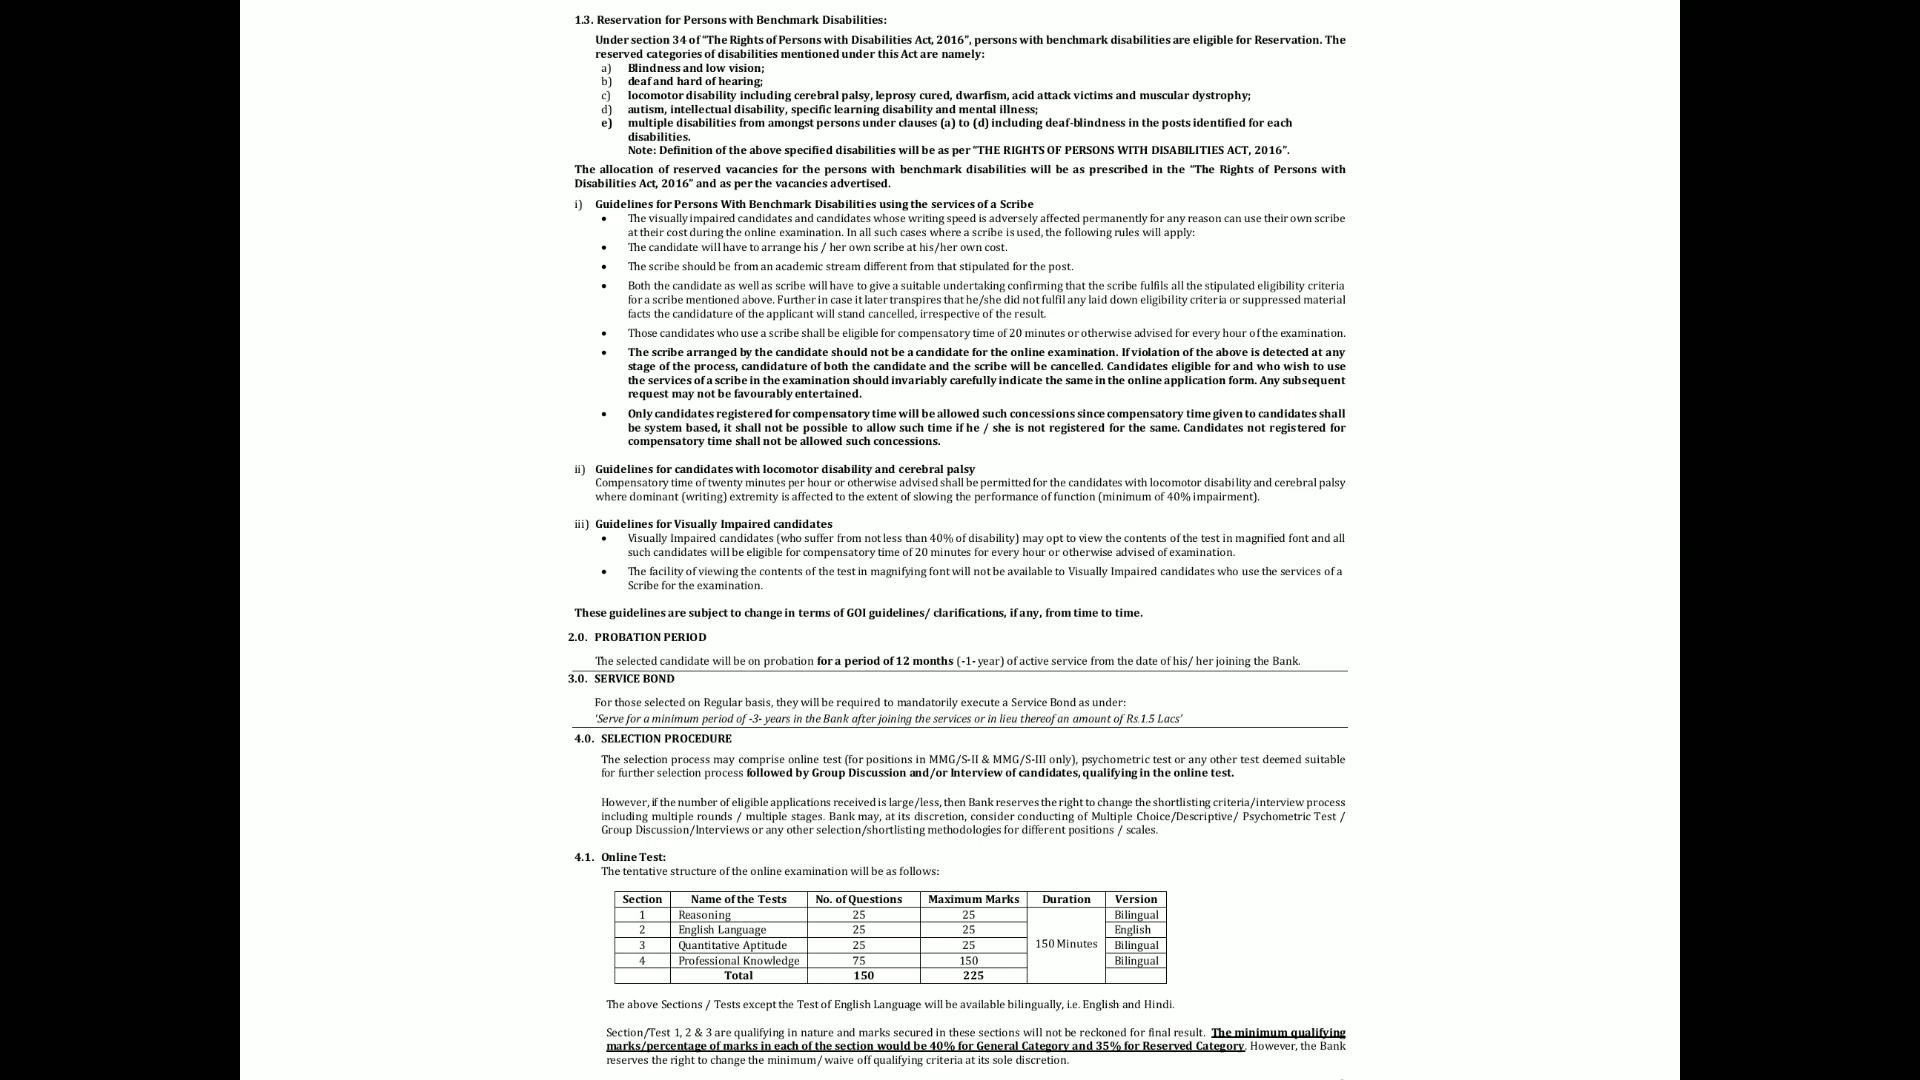 1.3. Reservation for Persons with Benchmark Disabilities:
Under section 34 of “The Rights of Persons with Disabilities Act, 2016”, persons with benchmark disabilities are eligible for Reservation. The
reserved categories of disabilities mentioned under this Act are namely:
a) Blindness and low vision;
b) deaf and hard of hearing;
c) locomotor disability including cerebral palsy, leprosy cured, dwarfism, acid attack victims and muscular dystrophy;
d) autism, intellectual disability, specific learning disability and mental illness;
e) multiple disabilities from amongst persons under clauses (a) to (d) including deaf-blindness in the posts identified for each
disabilities.
Note: Definition of the above specified disabilities will be as per “THE RIGHTS OF PERSONS WITH DISABILITIES ACT, 2016”.
The allocation of reserved vacancies for the persons with benchmark disabilities will be as prescribed in the “The Rights of Persons with
Disabilities Act, 2016” and as per the vacancies advertised.
i) Guidelines for Persons With Benchmark Disabilities using the services of a Scribe
• The visually impaired candidates and candidates whose writing speed is adversely affected permanently for any reason can use their own scribe
at their cost during the online examination. In all such cases where a scribe is used, the following rules will apply:
• The candidate will have to arrange his / her own scribe at his/her own cost.
• The scribe should be from an academic stream different from that stipulated for the post.
• Both the candidate as well as scribe will have to give a suitable undertaking confirming that the scribe fulfils all the stipulated eligibility criteria
for a scribe mentioned above. Further in case it later transpires that he/she did not fulfil any laid down eligibility criteria or suppressed material
facts the candidature of the applicant will stand cancelled, irrespective of the result.
• Those candidates who use a scribe shall be eligible for compensatory time of 20 minutes or otherwise advised for every hour of the examination.
• The scribe arranged by the candidate should not be a candidate for the online examination. If violation of the above is detected at any
stage of the process, candidature of both the candidate and the scribe will be cancelled. Candidates eligible for and who wish to use
the services of a scribe in the examination should invariably carefully indicate the same in the online application form. Any subsequent
request may not be favourably entertained.
• Only candidates registered for compensatory time will be allowed such concessions since compensatory time given to candidates shall
be system based, it shall not be possible to allow such time if he / she is not registered for the same. Candidates not registered for
compensatory time shall not be allowed such concessions.
ii) Guidelines for candidates with locomotor disability and cerebral palsy
Compensatory time of twenty minutes per hour or otherwise advised shall be permitted for the candidates with locomotor disability and cerebral palsy
where dominant (writing) extremity is affected to the extent of slowing the performance of function (minimum of 40% impairment).
iii) Guidelines for Visually Impaired candidates
• Visually Impaired candidates (who suffer from not less than 40% of disability) may opt to view the contents of the test in magnified font and all
such candidates will be eligible for compensatory time of 20 minutes for every hour or otherwise advised of examination.
• The facility of viewing the contents of the test in magnifying font will not be available to Visually Impaired candidates who use the services of a
Scribe for the examination.
These guidelines are subject to change in terms of GOI guidelines/ clarifications, if any, from time to time.
2.0. PROBATION PERIOD
The selected candidate will be on probation for a period of 12 months (-1- year) of active service from the date of his/ her joining the Bank.
3.0. SERVICE BOND
For those selected on Regular basis, they will be required to mandatorily execute a Service Bond as under:
‘Serve for a minimum period of -3- years in the Bank after joining the services or in lieu thereof an amount of Rs.1.5 Lacs’
4.0. SELECTION PROCEDURE
The selection process may comprise online test (for positions in MMG/S-II & MMG/S-III only), psychometric test or any other test deemed suitable
for further selection process followed by Group Discussion and/or Interview of candidates, qualifying in the online test.
However, if the number of eligible applications received is large/less, then Bank reserves the right to change the shortlisting criteria/interview process
including multiple rounds / multiple stages. Bank may, at its discretion, consider conducting of Multiple Choice/Descriptive/ Psychometric Test /
Group Discussion/Interviews or any other selection/shortlisting methodologies for different positions / scales.
4.1. Online Test:
The tentative structure of the online examination will be as follows:
Section Name of the Tests No. of Questions Maximum Marks Duration Version
1 Reasoning 25 25 Bilingual
2 English Language 25 25 English
3 Quantitative Aptitude 25 25 150 Minutes Bilingual
4 Professional Knowledge 75 150 Bilingual
Total 150 225
The above Sections / Tests except the Test of English Language will be available bilingually, i.e. English and Hindi.
Section/Test 1, 2 & 3 are qualifying in nature and marks secured in these sections will not be reckoned for final result. The minimum qualifying
marks/percentage of marks in each of the section would be 40% for General Category and 35% for Reserved Category. However, the Bank
reserves the right to change the minimum/ waive off qualifying criteria at its sole discretion.